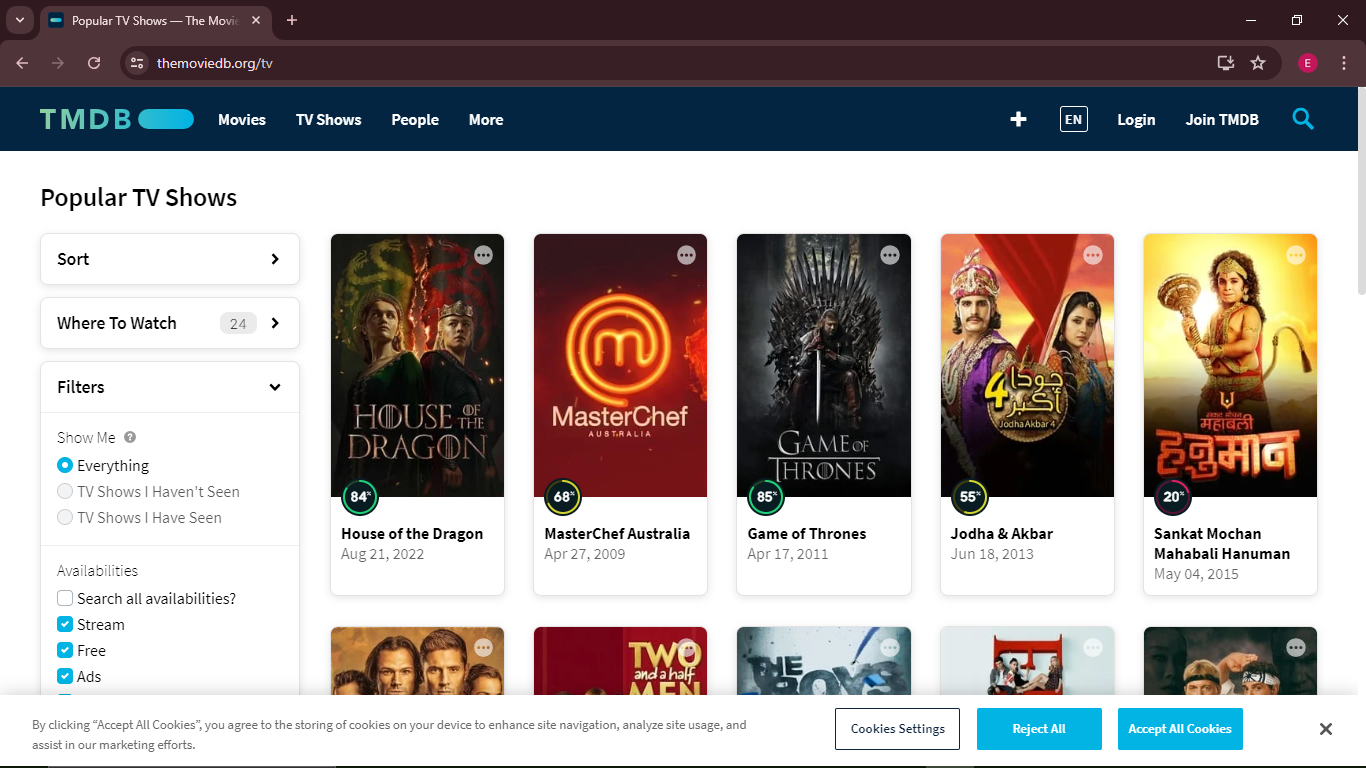 Popular TV Shows — The Movie
themoviedb.org/tv
E
TMDB
Movies
TV Shows
People
More
EN
Login
Join TMDB
Popular TV Shows
Sort
Where To Watch
24
Filters
Show Me
Everything
TV Shows I Haven't Seen
TV Shows I Have Seen
Availabilities
Search all availabilities?
Stream
Free
Ads
HOUSE OF THE
DRAGON
84%
House of the Dragon
Aug 21, 2022
MasterChef
AUSTRALIA
68%
MasterChef Australia
Apr 27, 2009
GAME OF
THRONES
85%
Game of Thrones
Apr 17, 2011
جودا
أكبر 4
Jodha Akbar 4
55%
Jodha & Akbar
Jun 18, 2013
संकट मोचन
महाबली
हनुमान
20%
Sankat Mochan
Mahabali Hanuman
May 04, 2015
TWO
and a half
MEN
THE BOYS
By clicking “Accept All Cookies”, you agree to the storing of cookies on your device to enhance site navigation, analyze site usage, and
assist in our marketing efforts.
Cookies Settings
Reject All
Accept All Cookies